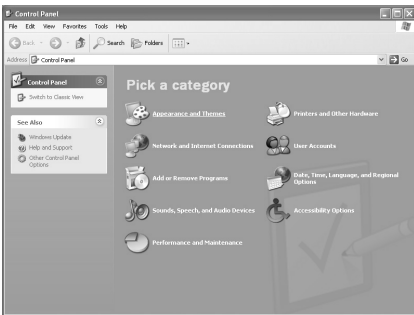 Control Panel
File Edit View Favorites Tools Help
Back Search Folders
Address Control Panel Go
Control Panel
Switch to Classic View
See Also
Windows Update
Help and Support
Other Control Panel
Options
Pick a category
Appearance and Themes
Printers and Other Hardware
Network and Internet Connections
User Accounts
Add or Remove Programs
Date, Time, Language, and Regional
Options
Sounds, Speech, and Audio Devices
Accessibility Options
Performance and Maintenance